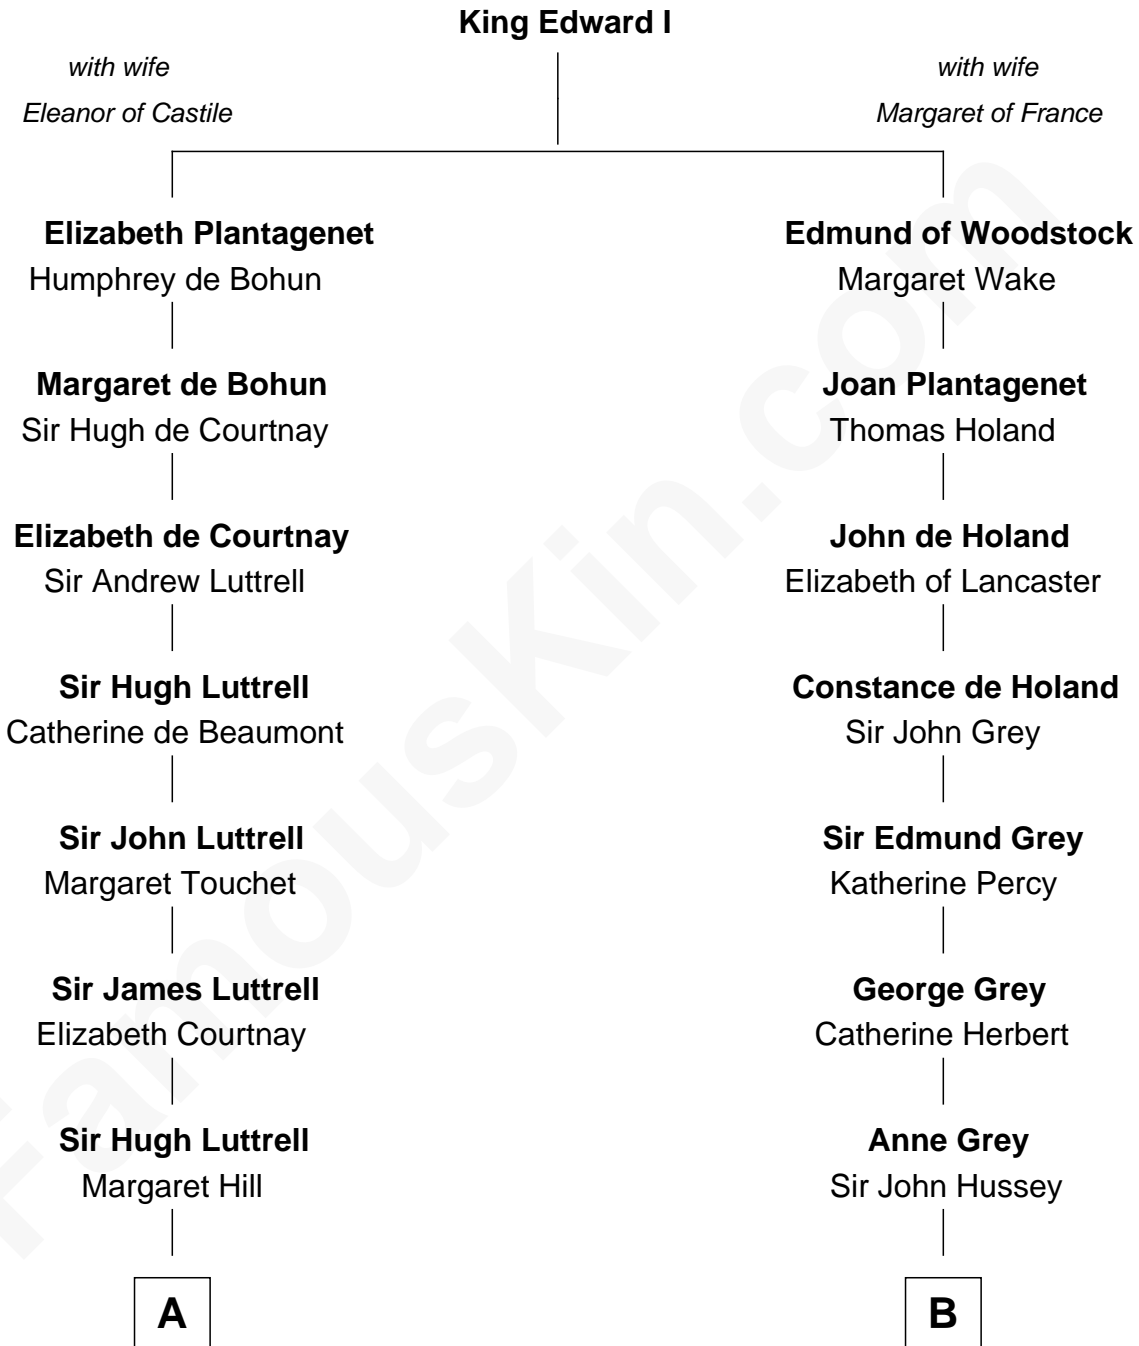 King Edward I
with wife
Eleanor of Castile
with wife
Margaret of France
Elizabeth Plantagenet
Humphrey de Bohun
Edmund of Woodstock
Margaret Wake
Margaret de Bohun
Sir Hugh de Courtnay
Joan Plantagenet
Thomas Holand
Elizabeth de Courtnay
Sir Andrew Luttrell
John de Holand
Elizabeth of Lancaster
Sir Hugh Luttrell
Catherine de Beaumont
Constance de Holand
Sir John Grey
Sir John Luttrell
Margaret Touchet
Sir Edmund Grey
Katherine Percy
Sir James Luttrell
Elizabeth Courtnay
George Grey
Catherine Herbert
Sir Hugh Luttrell
Margaret Hill
Anne Grey
Sir John Hussey
A
B
FamousKin.com